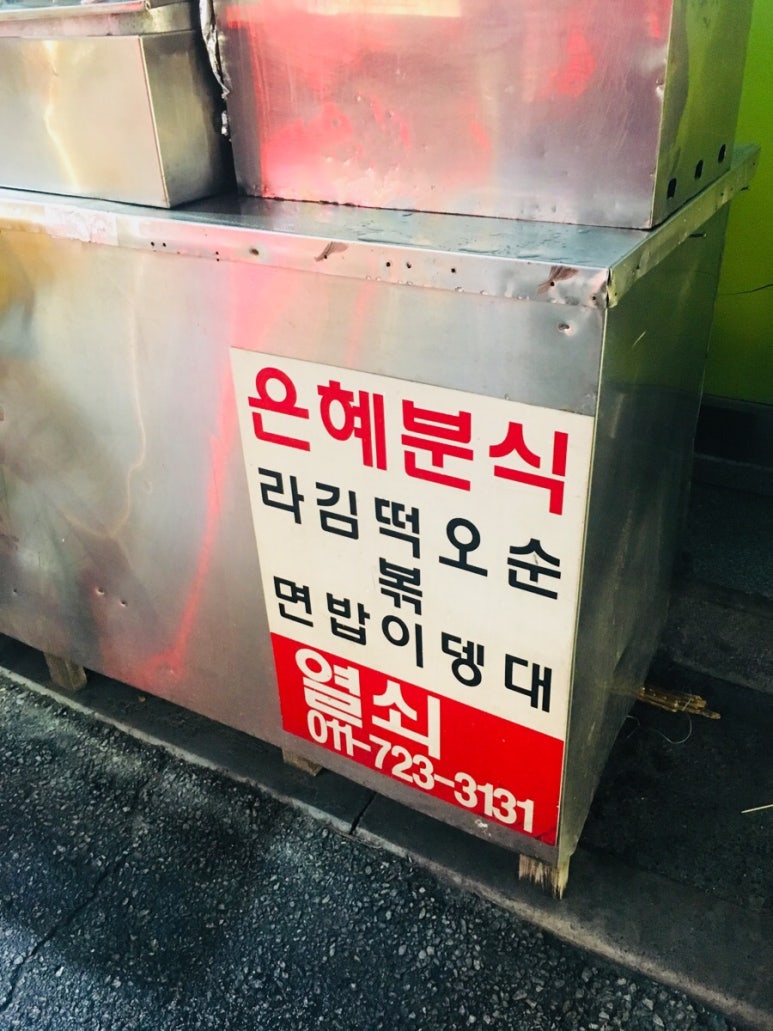 은혜분식
라면
김밥
떡볶이
오뎅
순대
열쇠
011-723-3131